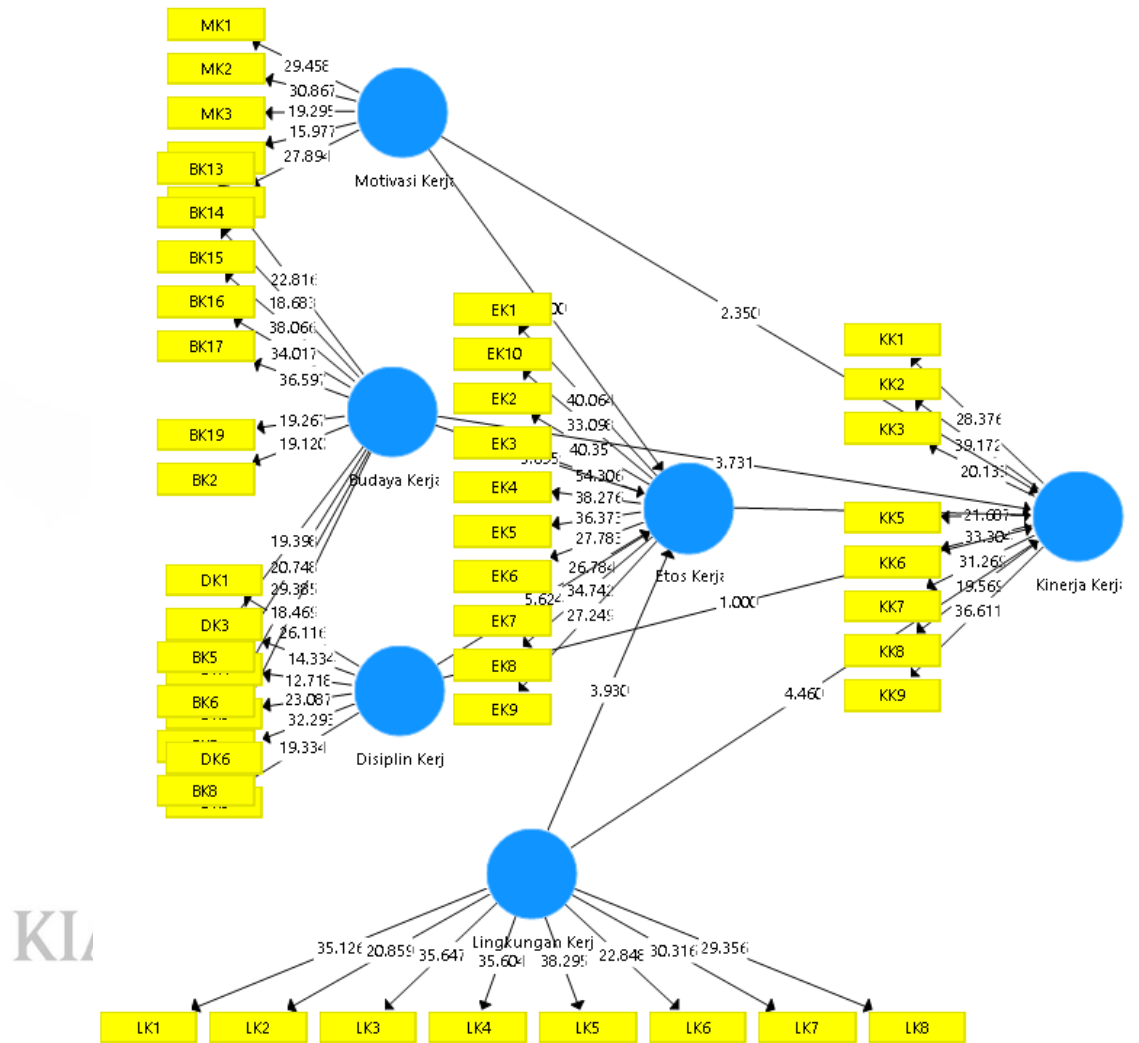 MK1
MK2
MK3
BK13
BK14
BK15
BK16
BK17
BK19
BK2
29.458
30.867
19.295
15.977
27.894
Motivasi Kerja
22.816
18.683
38.066
34.017
36.597
19.267
19.120
Budaya Kerja
19.398
20.748
29.385
18.469
26.116
14.334
12.718
23.087
32.293
19.334
DK1
DK3
BK5
BK6
DK6
BK8
Disiplin Kerj
EK1
EK10
EK2
EK3
EK4
EK5
EK6
EK7
EK8
EK9
40.064
33.098
40.35
54.306
38.276
36.373
27.783
26.784
34.742
27.249
Etos Kerja
2.350
3.731
5.624
1.000
3.930
4.460
KK1
KK2
KK3
KK5
KK6
KK7
KK8
KK9
28.376
39.172
20.13
21.607
33.304
31.269
19.569
36.611
Kinerja Kerja
KIA
Lingkungan Kerj
35.126
20.859
35.647
35.604
38.295
22.848
30.316
29.356
LK1
LK2
LK3
LK4
LK5
LK6
LK7
LK8